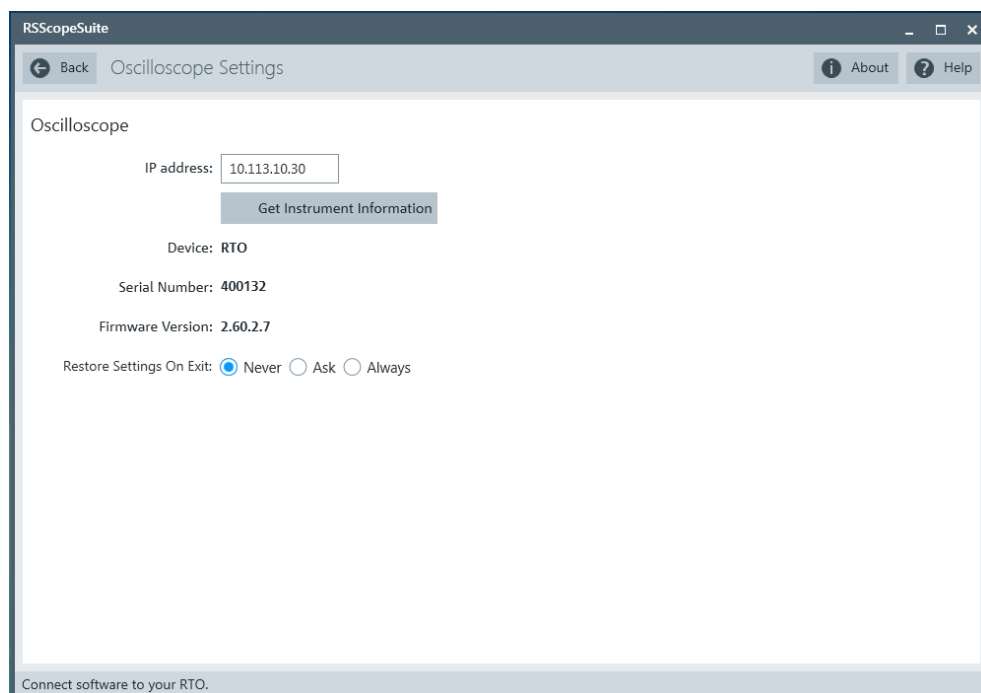 RSScopeSuite
Back Oscilloscope Settings About Help
Oscilloscope
IP address: 10.113.10.30
Get Instrument Information
Device: RTO
Serial Number: 400132
Firmware Version: 2.60.2.7
Restore Settings On Exit: Never Ask Always
Connect software to your RTO.